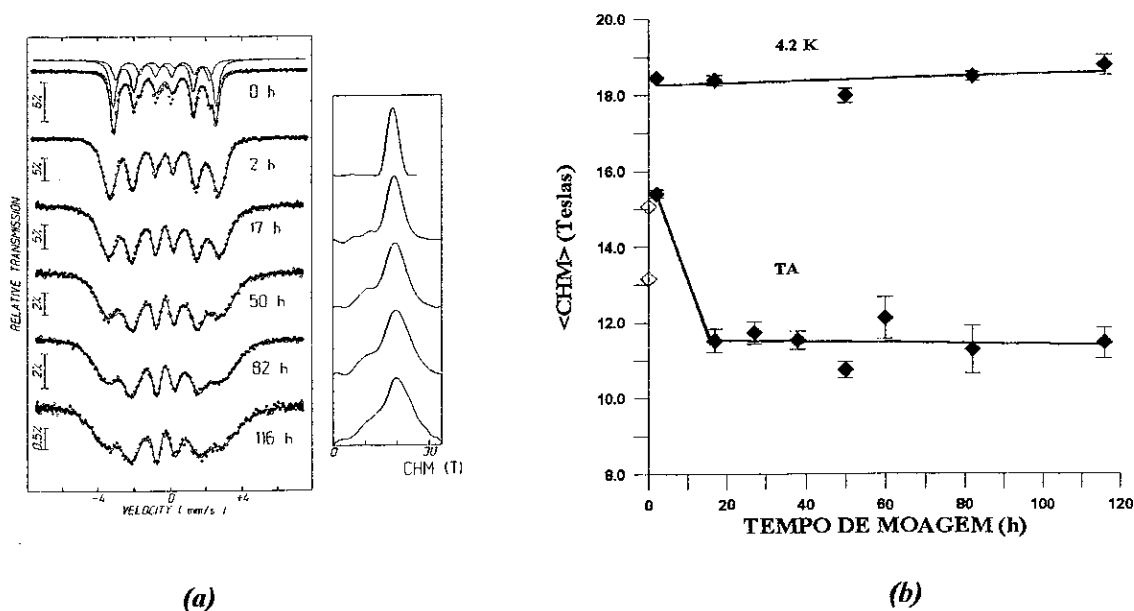 RELATIVE TRANSMISSION
6%
0 h
5%
2 h
5%
17 h
2%
50 h
2%
82 h
0.5%
116 h
-4 0 +4
VELOCITY ( mm/s )
30
CHM (T)
(a)
<CHM> (Teslas)
20.0
18.0
16.0
14.0
12.0
10.0
8.0
4.2 K
TA
0 20 40 60 80 100 120
TEMPO DE MOAGEM (h)
(b)